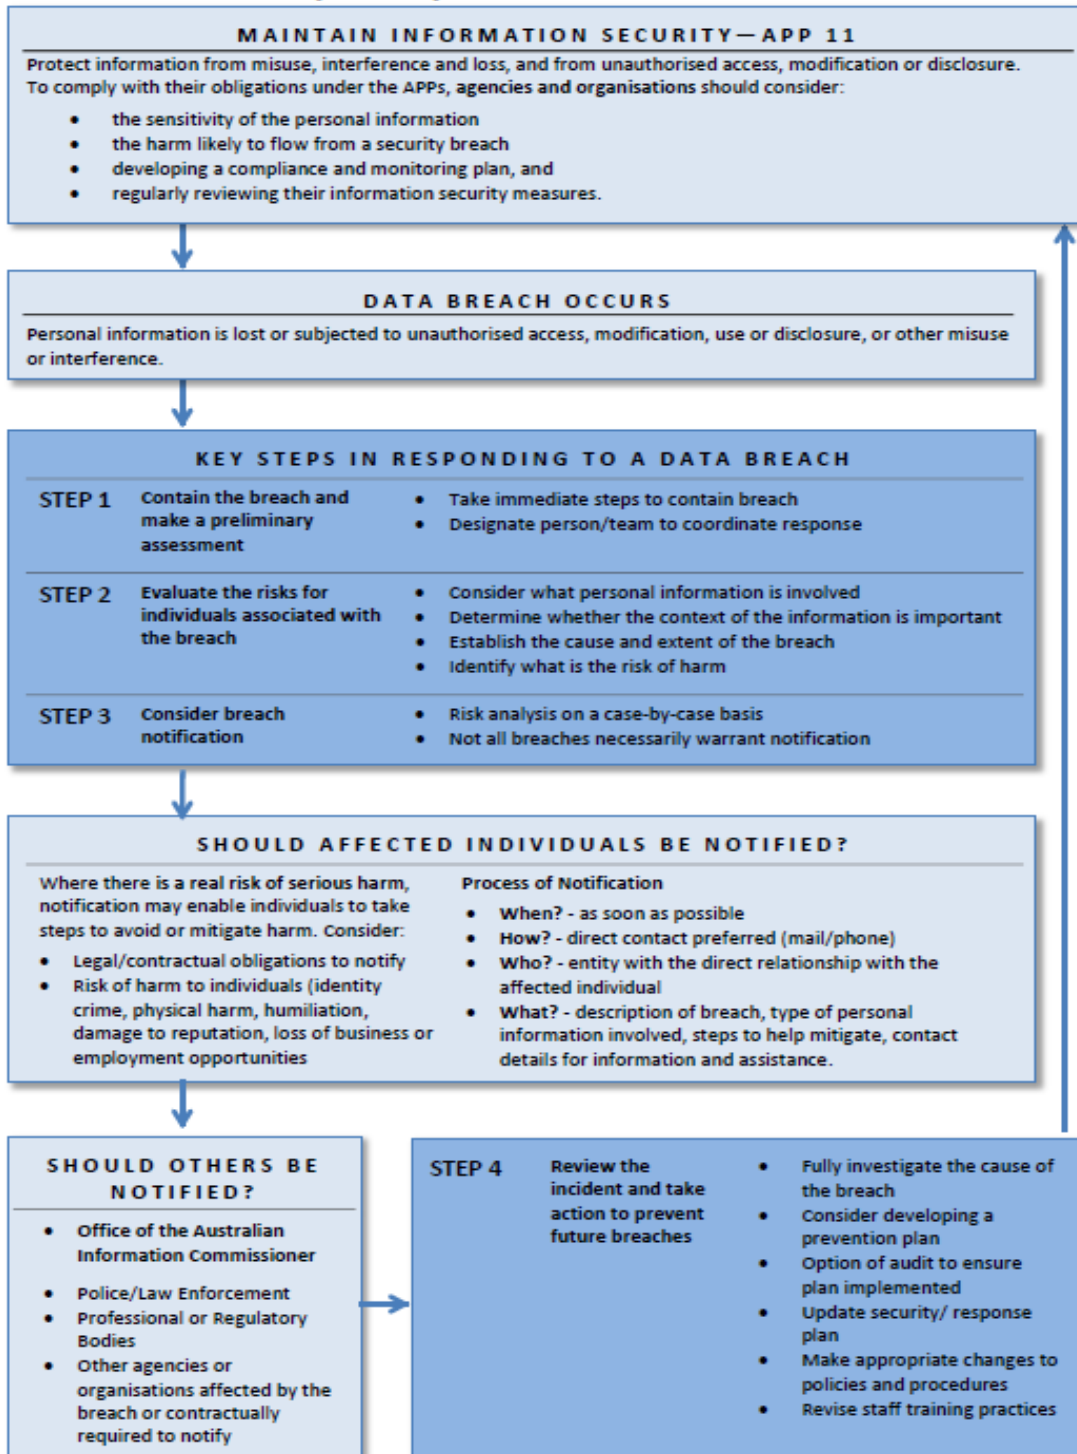 MAINTAIN INFORMATION SECURITY—APP 11
Protect information from misuse, interference and loss, and from unauthorised access, modification or disclosure.
To comply with their obligations under the APPs, agencies and organisations should consider:
• the sensitivity of the personal information
• the harm likely to flow from a security breach
• developing a compliance and monitoring plan, and
• regularly reviewing their information security measures.
DATA BREACH OCCURS
Personal information is lost or subjected to unauthorised access, modification, use or disclosure, or other misuse
or interference.
KEY STEPS IN RESPONDING TO A DATA BREACH
STEP 1
Contain the breach and
make a preliminary
assessment
• Take immediate steps to contain breach
• Designate person/team to coordinate response
STEP 2
Evaluate the risks for
individuals associated with
the breach
• Consider what personal information is involved
• Determine whether the context of the information is important
• Establish the cause and extent of the breach
• Identify what is the risk of harm
STEP 3
Consider breach
notification
• Risk analysis on a case-by-case basis
• Not all breaches necessarily warrant notification
SHOULD AFFECTED INDIVIDUALS BE NOTIFIED?
Where there is a real risk of serious harm,
notification may enable individuals to take
steps to avoid or mitigate harm. Consider:
• Legal/contractual obligations to notify
• Risk of harm to individuals (identity
crime, physical harm, humiliation,
damage to reputation, loss of business or
employment opportunities
Process of Notification
• When? - as soon as possible
• How? - direct contact preferred (mail/phone)
• Who? - entity with the direct relationship with the
affected individual
• What? - description of breach, type of personal
information involved, steps to help mitigate, contact
details for information and assistance.
SHOULD OTHERS BE
NOTIFIED?
• Office of the Australian
Information Commissioner
• Police/Law Enforcement
• Professional or Regulatory
Bodies
• Other agencies or
organisations affected by the
breach or contractually
required to notify
STEP 4
Review the
incident and take
action to prevent
future breaches
• Fully investigate the cause of
the breach
• Consider developing a
prevention plan
• Option of audit to ensure
plan implemented
• Update security/ response
plan
• Make appropriate changes to
policies and procedures
• Revise staff training practices